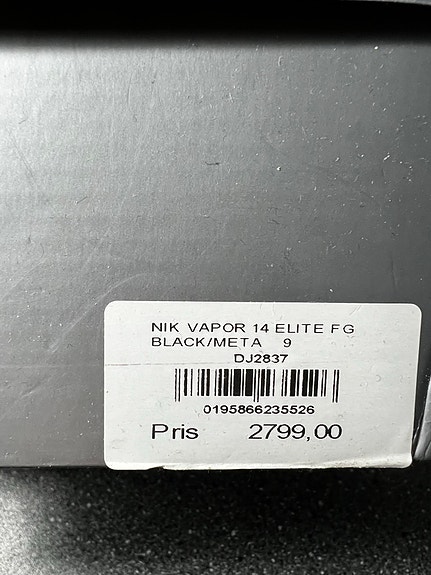 NIK VAPOR 14 ELITE FG
BLACK/META 9
DJ2837
0195866235526
Pris 2799,00